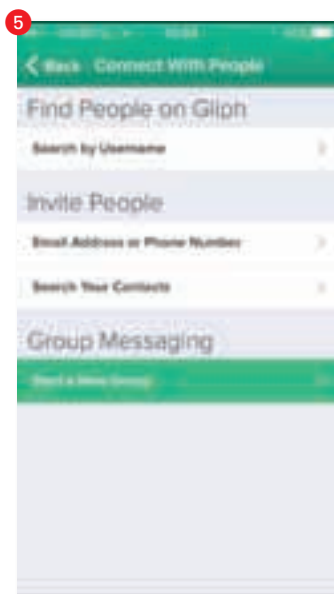 5
Back Connect With People
Find People on Gliph
Search by Username
Invite People
Email Address or Phone Number
Search Your Contacts
Group Messaging
Start a New Group